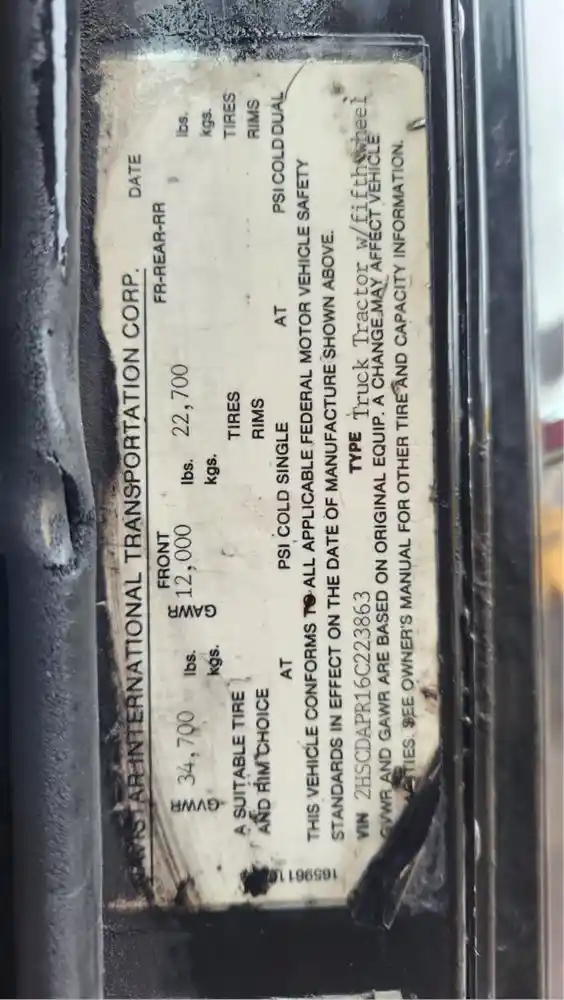 STAR INTERNATIONAL TRANSPORTATION CORP. DATE
FRONT FR-REAR-RR
GVWR 34,700 lbs. GAWR 12,000 lbs. 22,700 lbs.
kgs. kgs. kgs.
A SUITABLE TIRE TIRES TIRES
AND RIM CHOICE RIMS RIMS
AT PSI COLD SINGLE AT PSI COLD DUAL
THIS VEHICLE CONFORMS TO ALL APPLICABLE FEDERAL MOTOR VEHICLE SAFETY
STANDARDS IN EFFECT ON THE DATE OF MANUFACTURE SHOWN ABOVE.
VIN 2HSCDAPR16C223863 TYPE Truck Tractor w/fifth wheel
GVWR AND GAWR ARE BASED ON ORIGINAL EQUIP. A CHANGE MAY AFFECT VEHICLE
SEE OWNER'S MANUAL FOR OTHER TIRE AND CAPACITY INFORMATION.